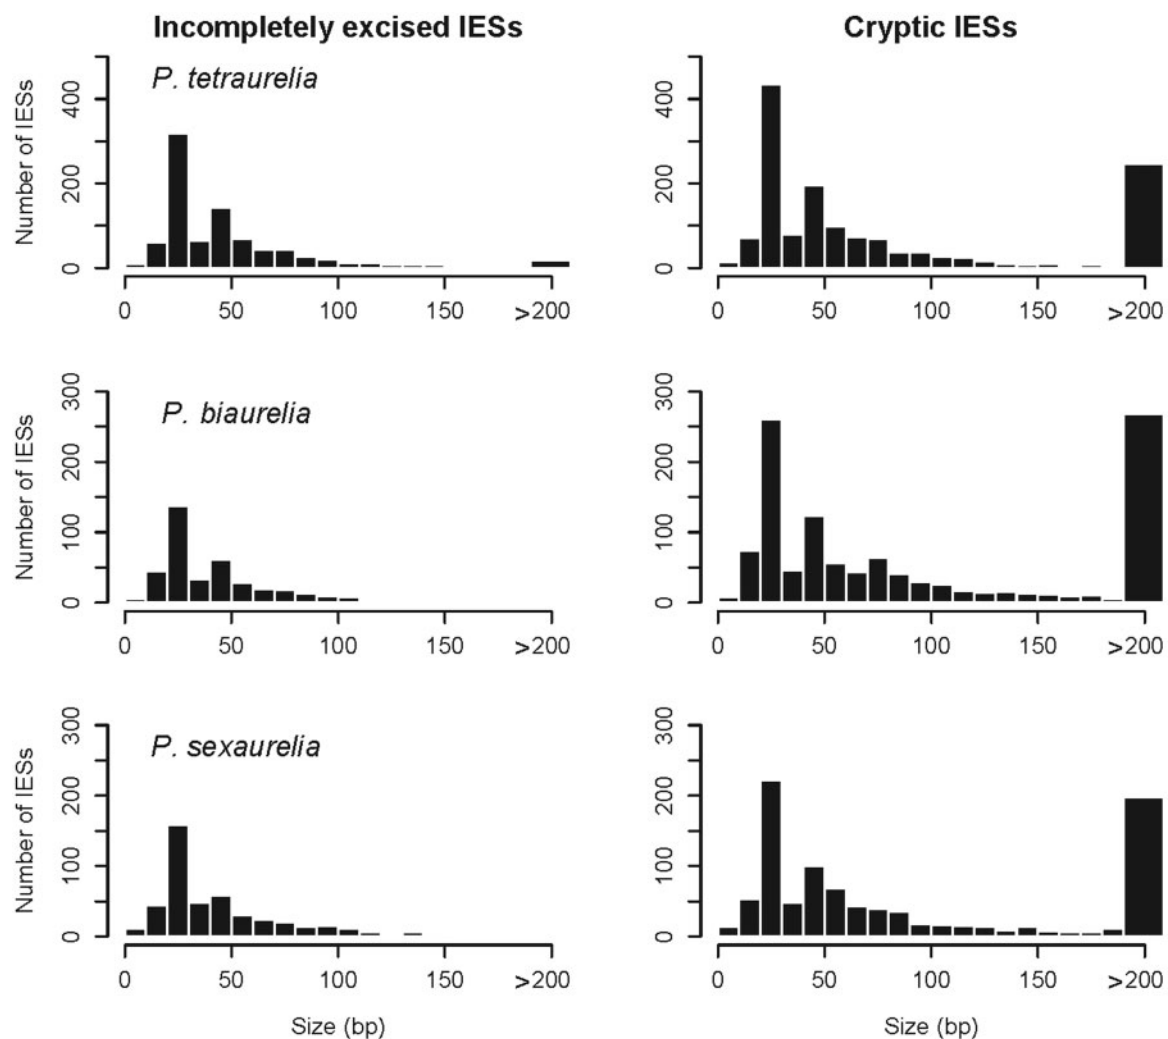 Incompletely excised IESs
Cryptic IESs
P. tetraurelia
Number of IESs
0 200 400
0 50 100 150 >200
0 200 400
0 50 100 150 >200
P. biaurelia
Number of IESs
0 100 200 300
0 50 100 150 >200
0 100 200 300
0 50 100 150 >200
P. sexaurelia
Number of IESs
0 100 200 300
0 50 100 150 >200
0 100 200 300
0 50 100 150 >200
Size (bp)
Size (bp)